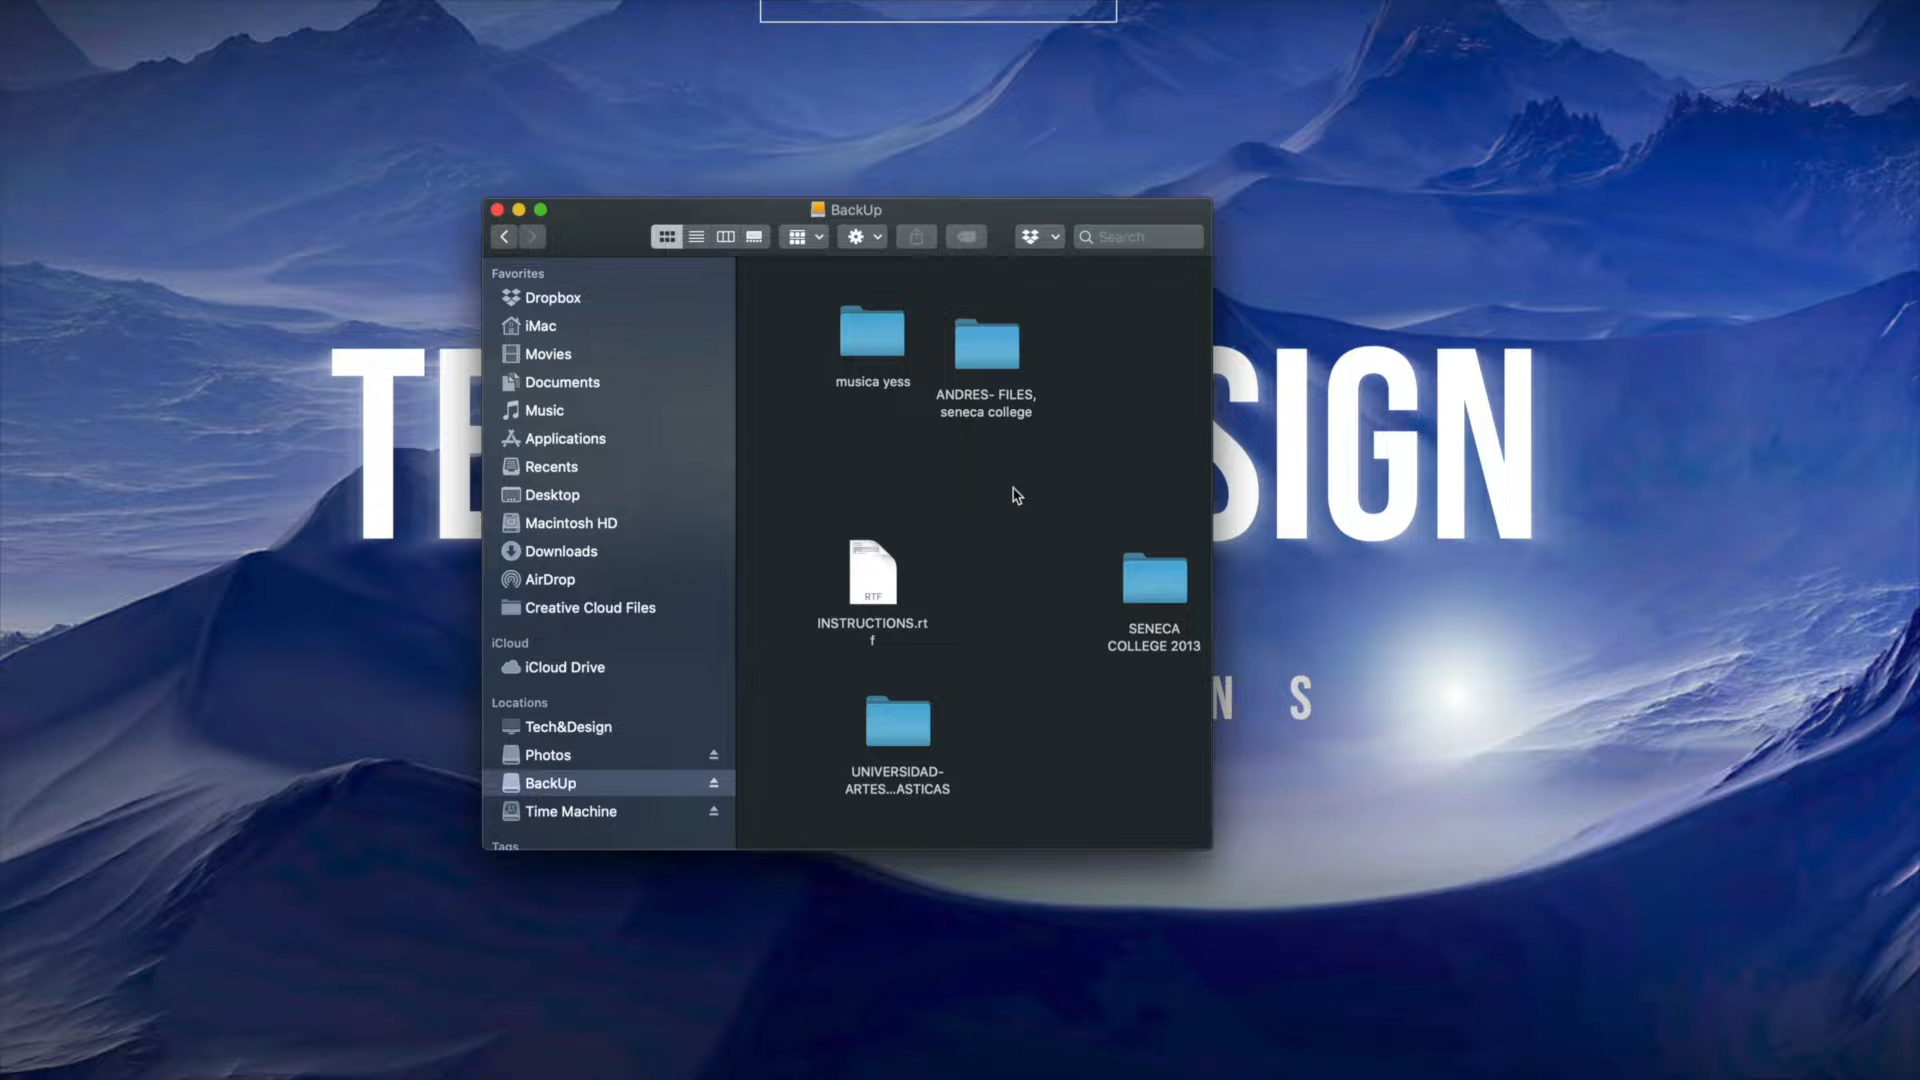 BackUp
Search
Favorites
Dropbox
iMac
Movies
Documents
Music
Applications
Recents
Desktop
Macintosh HD
Downloads
AirDrop
Creative Cloud Files
iCloud
iCloud Drive
Locations
Tech&Design
Photos
BackUp
Time Machine
Tags
musica yess
ANDRES- FILES,
seneca college
RTF
INSTRUCTIONS.rt
f
SENECA
COLLEGE 2013
UNIVERSIDAD-
ARTES...ASTICAS
TE SIGN
N S